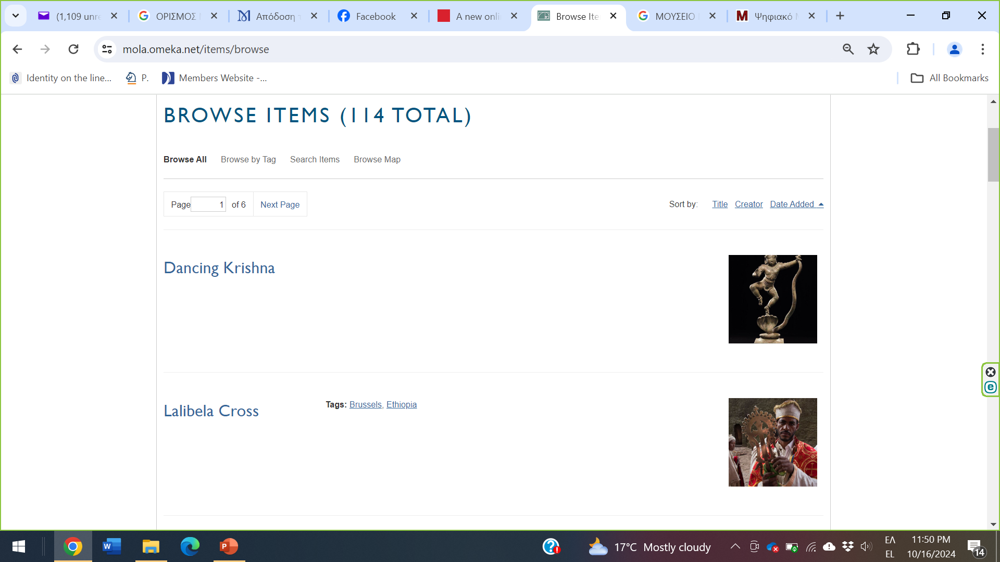 (1,109 unre
ΟΡΙΣΜΟΣ
Απόδοση
Facebook
A new onli
Browse Ite
ΜΟΥΣΕΙΟ
Ψηφιακό
mola.omeka.net/items/browse
Identity on the line...
P.
Members Website -...
All Bookmarks
BROWSE ITEMS (114 TOTAL)
Browse All Browse by Tag Search Items Browse Map
Page 1 of 6 Next Page
Sort by: Title Creator Date Added
Dancing Krishna
Lalibela Cross
Tags: Brussels, Ethiopia
17°C Mostly cloudy
ΕΛ
EL
11:50 PM
10/16/2024
14